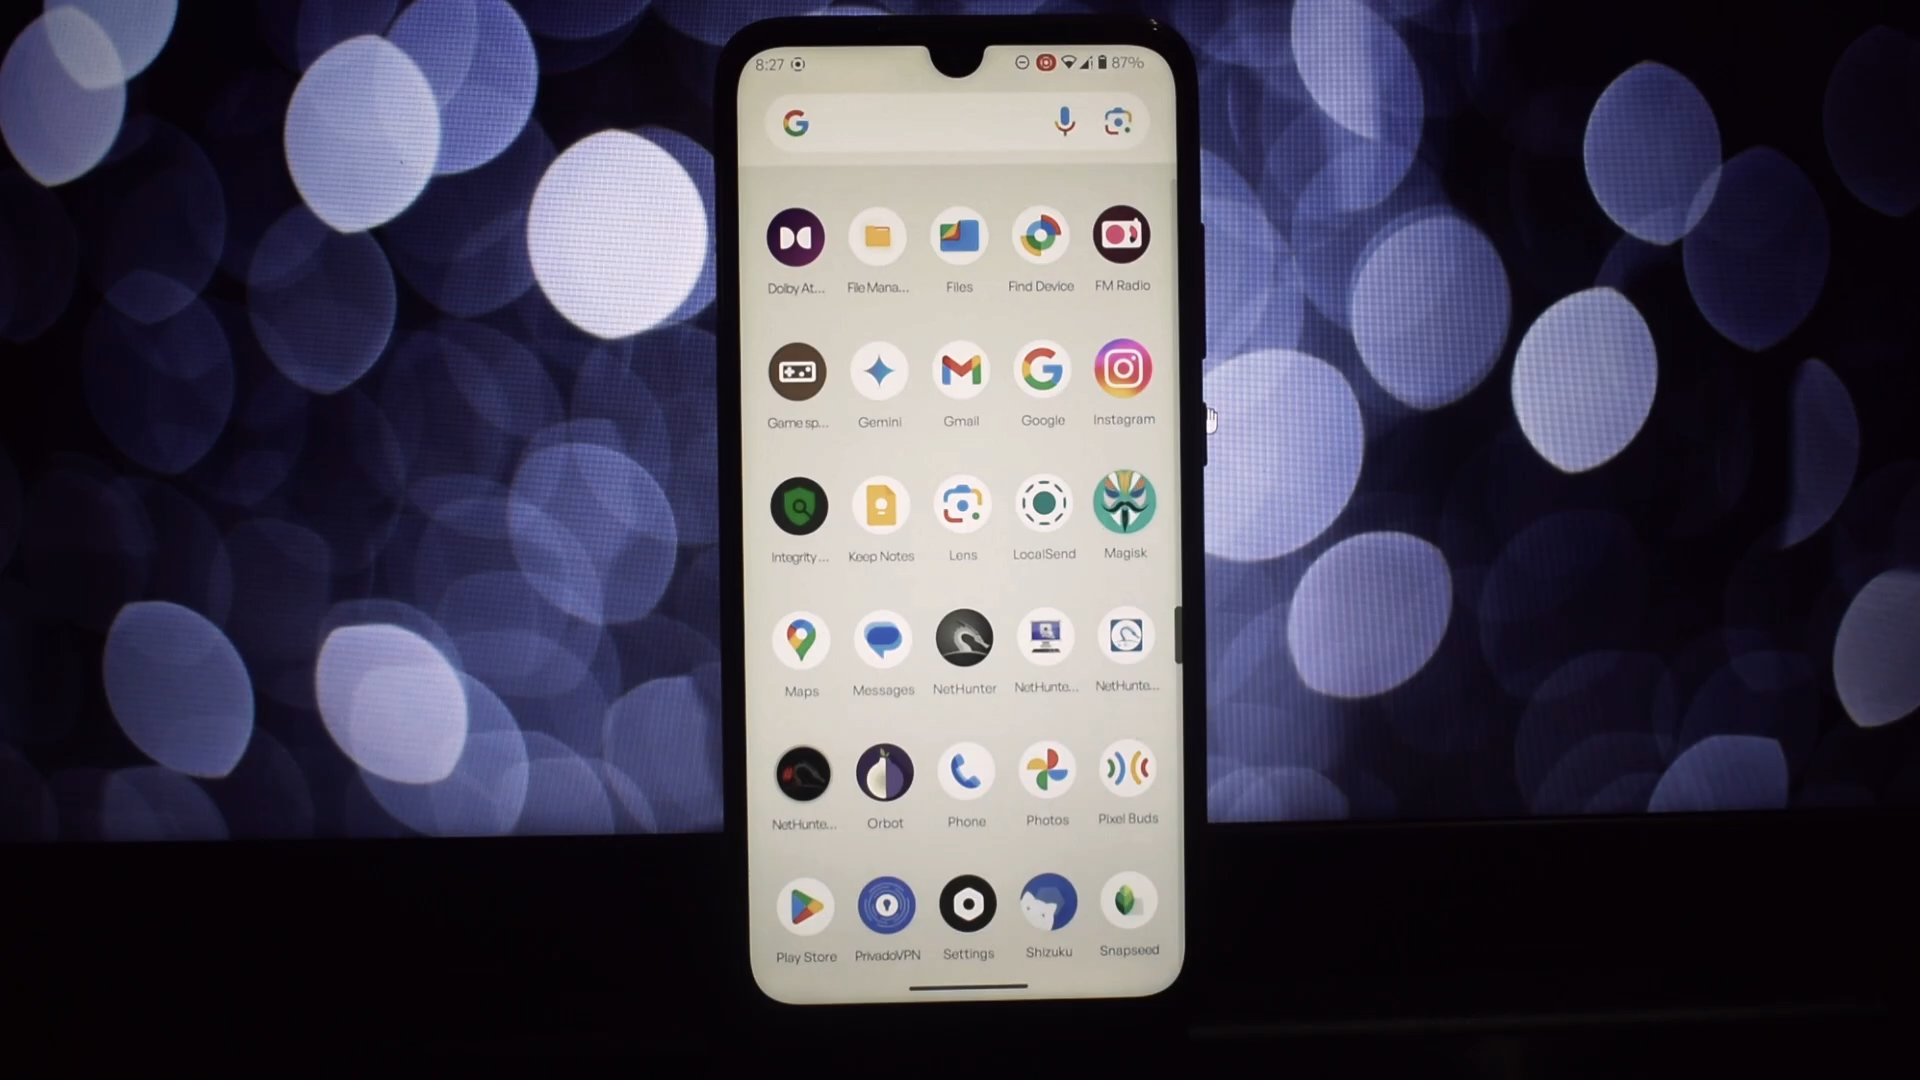 8:27 87%
Dolby At... File Mana... Files Find Device FM Radio
Game sp... Gemini Gmail Google Instagram
Integrity ... Keep Notes Lens LocalSend Magisk
Maps Messages NetHunter NetHunte... NetHunte...
NetHunte... Orbot Phone Photos Pixel Buds
Play Store PrivadoVPN Settings Shizuku Snapseed